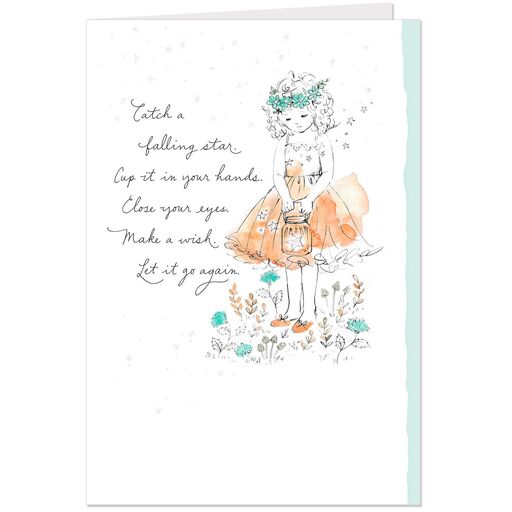 Catch a
falling star.
Cup it in your hands.
Close your eyes.
Make a wish.
Let it go again.